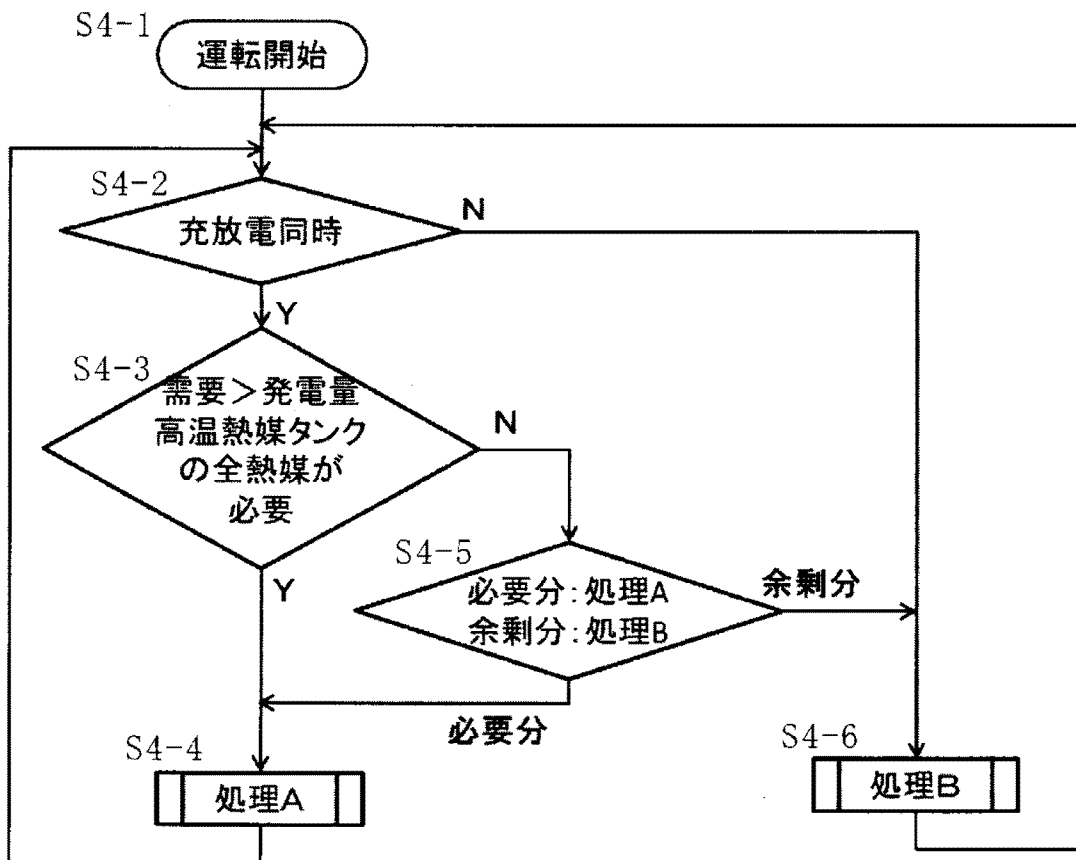 S4-1
運転開始
S4-2
充放電同時
N
Y
S4-3
需要>発電量
高温熱媒タンク
の全熱媒が
必要
N
Y
S4-5
必要分:処理A
余剰分:処理B
余剰分
必要分
S4-4
処理A
S4-6
処理B